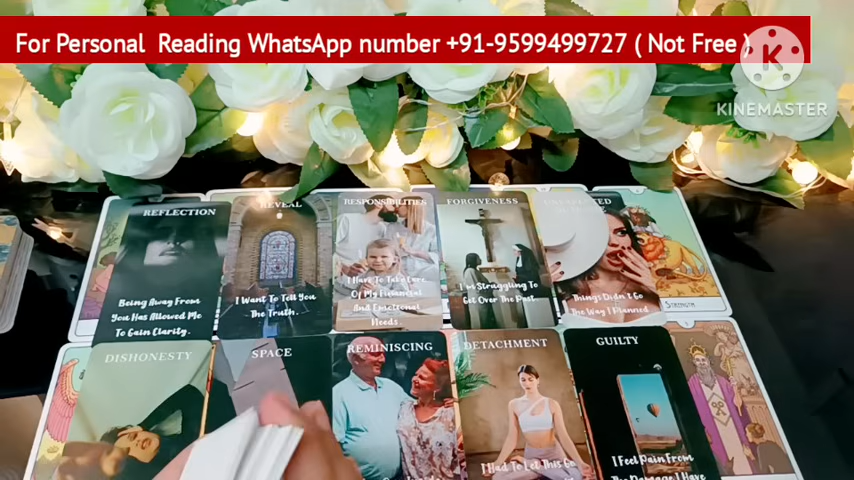 For Personal Reading WhatsApp number +91-9599499727 ( Not Free )
K
KINEMASTER
REFLECTION
Being Away From
You Has Allowed Me
To Gain Clarity.
REVEAL
I Want To Tell You
The Truth.
RESPONSIBILITIES
I Have To Take Care
Of My Financial
And Emotional
Needs.
FORGIVENESS
I'm Struggling To
Get Over The Past.
Things Didn't Go
The Way I Planned
STRENGTH
DISHONESTY
SPACE
REMINISCING
DETACHMENT
I Had To Let This Go
GUILTY
I Feel Pain From
The Damage I Have